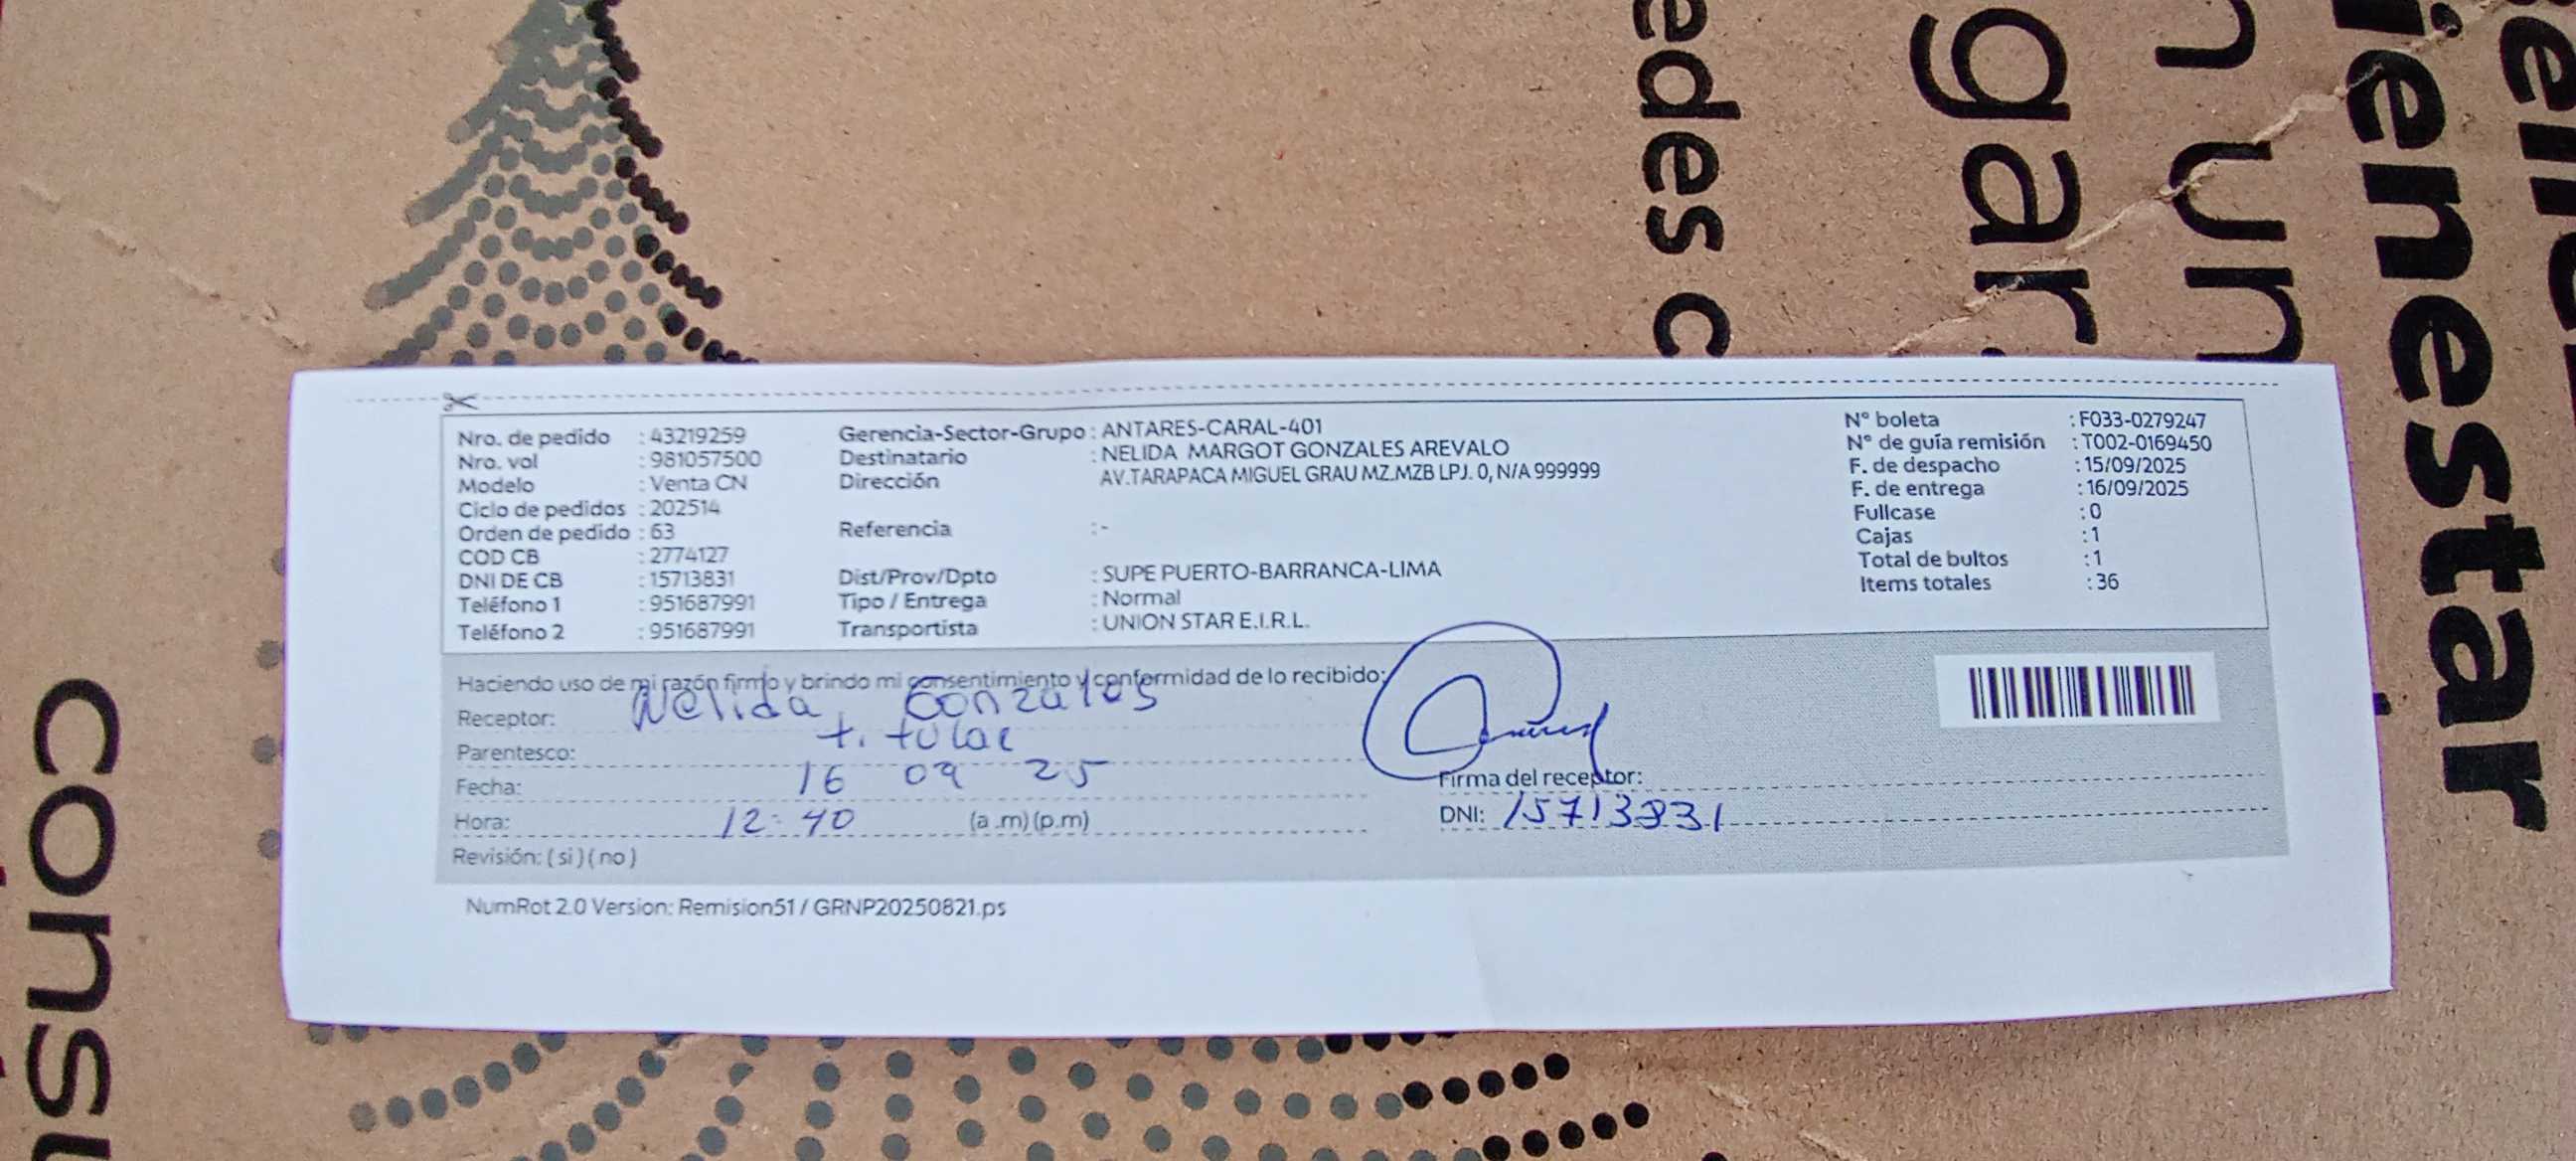 Nro. de pedido : 43219259
Nro. vol : 981057500
Modelo : Venta CN
Ciclo de pedidos : 202514
Orden de pedido : 63
COD CB : 2774127
DNI DE CB : 15713831
Teléfono 1 : 951687991
Teléfono 2 : 951687991
Gerencia-Sector-Grupo : ANTARES-CARAL-401
Destinatario : NELIDA MARGOT GONZALES AREVALO
Dirección AV.TARAPACA MIGUEL GRAU MZ.MZB LPJ. 0, N/A 999999
Referencia : -
Dist/Prov/Dpto : SUPE PUERTO-BARRANCA-LIMA
Tipo / Entrega : Normal
Transportista : UNION STAR E.I.R.L.
N° boleta : F033-0279247
N° de guía remisión : T002-0169450
F. de despacho : 15/09/2025
F. de entrega : 16/09/2025
Fullcase : 0
Cajas : 1
Total de bultos : 1
Items totales : 36
Haciendo uso de mi razón firmo y brindo mi consentimiento y conformidad de lo recibido:
Receptor: Nelida Gonzales
Parentesco: titular
Fecha: 16 09 25
Hora: 12:40 (a .m) (p.m)
Revisión: ( si ) ( no )
Firma del receptor:
DNI: 15713831
NumRot 2.0 Version: Remision51 / GRNP20250821.ps
edes c
gar.
n un
ienestar
consu